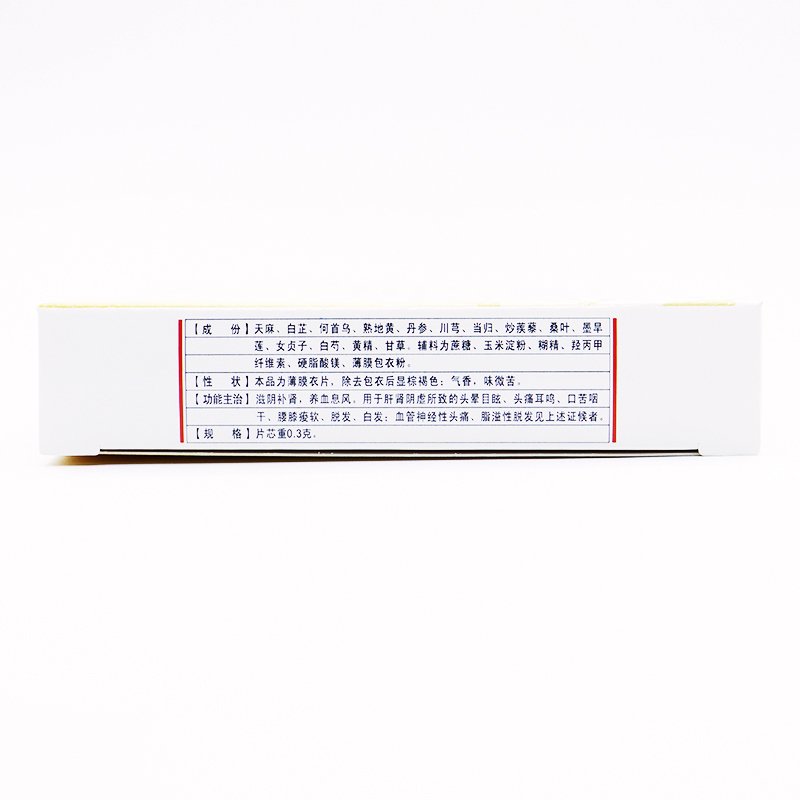 【成 份】天麻、白芷、何首乌、熟地黄、丹参、川芎、当归、炒蒺藜、桑叶、墨旱
莲、女贞子、白芍、黄精、甘草。辅料为蔗糖、玉米淀粉、糊精、羟丙甲
纤维素、硬脂酸镁、薄膜包衣粉。
【性 状】本品为薄膜衣片，除去包衣后显棕褐色；气香，味微苦。
【功能主治】滋阴补肾，养血息风。用于肝肾阴虚所致的头晕目眩、头痛耳鸣、口苦咽
干、腰膝痠软、脱发、白发；血管神经性头痛、脂溢性脱发见上述证候者。
【规 格】片芯重0.3克。